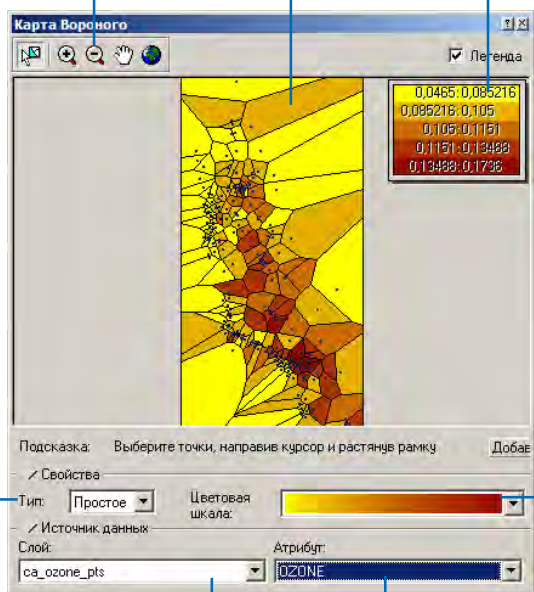 Карта Вороного
Легенда
0,0465:0,085216
0,085216:0,105
0,105:0,1151
0,1151:0,13488
0,13488:0,1736
Подсказка: Выберите точки, направив курсор и растянув рамку Добав
Свойства
Тип: Простое Цветовая шкала:
Источник данных
Слой: Атрибут:
ca_ozone_pts OZONE